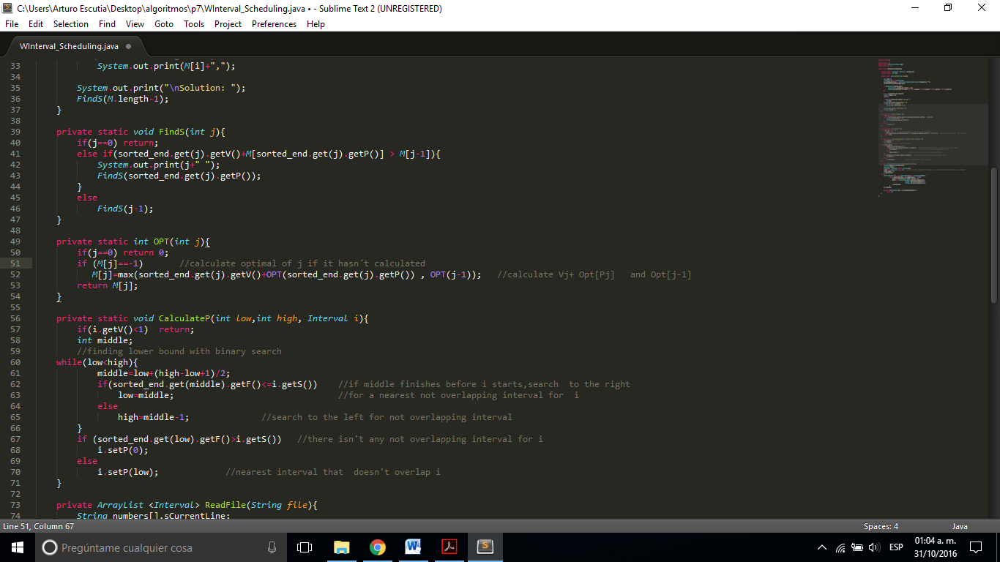 C:\Users\Arturo Escutia\Desktop\algoritmos\p7\WInterval_Scheduling.java • - Sublime Text 2 (UNREGISTERED)
File Edit Selection Find View Goto Tools Project Preferences Help
WInterval_Scheduling.java
33 System.out.print(M[i]+",");
34
35 System.out.print("\nSolution: ");
36 FindS(M.length-1);
37 }
38
39 private static void FindS(int j){
40 if(j==0) return;
41 else if(sorted_end.get(j).getV()+M[sorted_end.get(j).getP()] > M[j-1]){
42 System.out.print(j+" ");
43 FindS(sorted_end.get(j).getP());
44 }
45 else
46 FindS(j-1);
47 }
48
49 private static int OPT(int j){
50 if(j==0) return 0;
51 if (M[j]==-1) //calculate optimal of j if it hasn´t calculated
52 M[j]=max(sorted_end.get(j).getV()+OPT(sorted_end.get(j).getP()) , OPT(j-1)); //calculate Vj+ Opt[Pj] and Opt[j-1]
53 return M[j];
54 }
55
56 private static void CalculateP(int low,int high, Interval i){
57 if(i.getV()<1) return;
58 int middle;
59 //finding lower bound with binary search
60 while(low<high){
61 middle=low+(high-low+1)/2;
62 if(sorted_end.get(middle).getF()<=i.getS()) //if middle finishes before i starts,search to the right
63 low=middle; //for a nearest not overlapping interval for i
64 else
65 high=middle-1; //search to the left for not overlapping interval
66 }
67 if (sorted_end.get(low).getF()>i.getS()) //there isn't any not overlapping interval for i
68 i.setP(0);
69 else
70 i.setP(low); //nearest interval that doesn't overlap i
71 }
72
73 private ArrayList <Interval> ReadFile(String file){
74 String numbers[],sCurrentLine;
Line 51, Column 67 Spaces: 4 Java
Pregúntame cualquier cosa
ESP
01:04 a. m.
31/10/2016